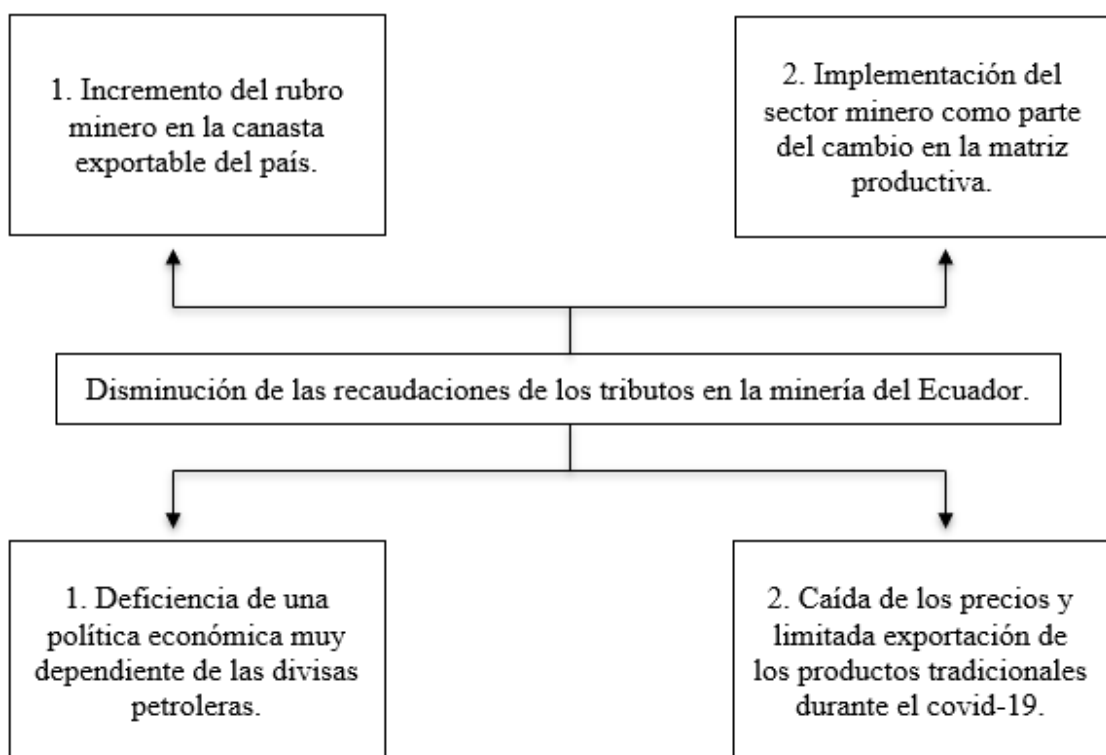 1. Incremento del rubro
minero en la canasta
exportable del país.
2. Implementación del
sector minero como parte
del cambio en la matriz
productiva.
Disminución de las recaudaciones de los tributos en la minería del Ecuador.
1. Deficiencia de una
política económica muy
dependiente de las divisas
petroleras.
2. Caída de los precios y
limitada exportación de
los productos tradicionales
durante el covid-19.